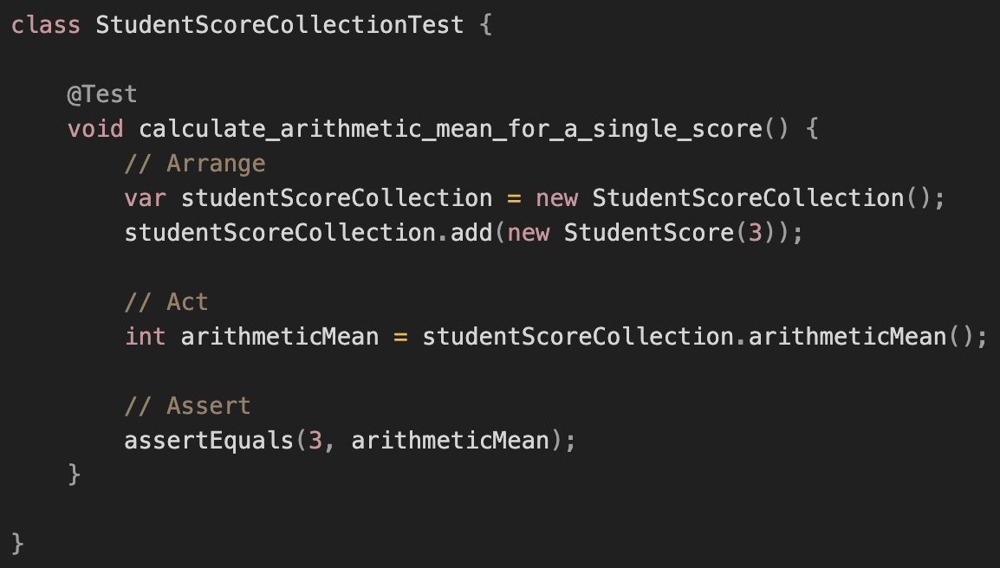 class StudentScoreCollectionTest {
@Test
void calculate_arithmetic_mean_for_a_single_score() {
// Arrange
var studentScoreCollection = new StudentScoreCollection();
studentScoreCollection.add(new StudentScore(3));
// Act
int arithmeticMean = studentScoreCollection.arithmeticMean();
// Assert
assertEquals(3, arithmeticMean);
}
}